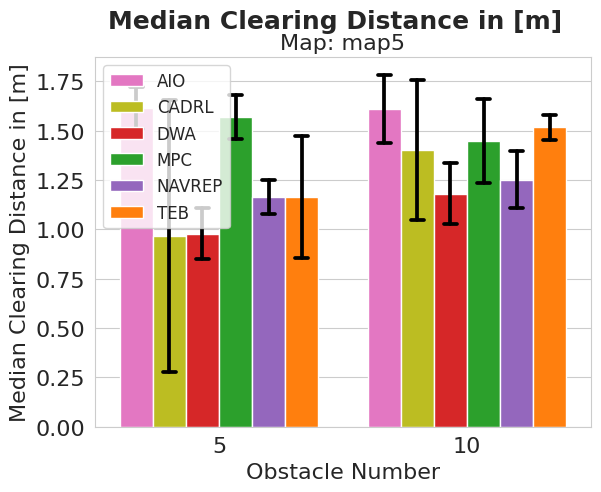 Median Clearing Distance in [m]
Map: map5
Median Clearing Distance in [m]
1.75
1.50
1.25
1.00
0.75
0.50
0.25
0.00
AIO
CADRL
DWA
MPC
NAVREP
TEB
5
10
Obstacle Number